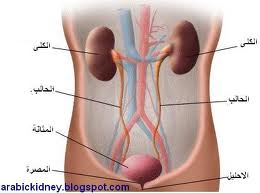 الكلى
الكلى
الحالب
الحالب.
المثانة
المصرة
الاحليل
arabickidney.blogspot.com